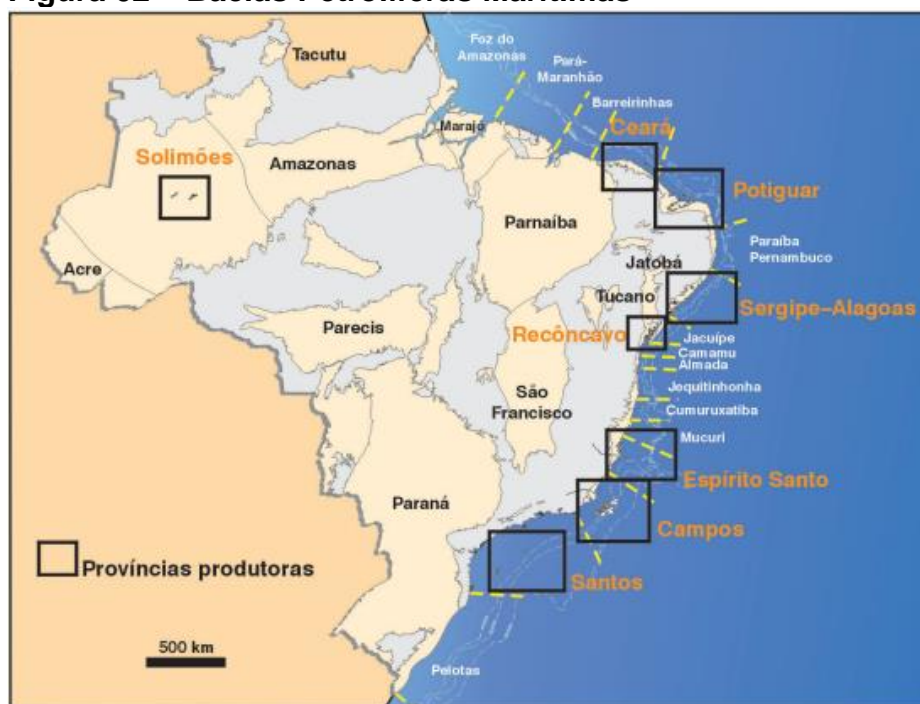 Figura 02 – Bacias Petrolíferas Marítimas
Foz do
Amazonas
Tacutu
Pará-
Maranhão
Barreirinhas
Marajó
Ceará
Solimões
Amazonas
Potiguar
Parnaíba
Paraíba
Pernambuco
Jatobá
Acre
Tucano
Sergipe-Alagoas
Parecis
Recôncavo
Jacuípe
Camamu
Almada
São
Francisco
Jequitinhonha
Cumuruxatiba
Mucuri
Espírito Santo
Paraná
Campos
Províncias produtoras
Santos
500 km
Pelotas